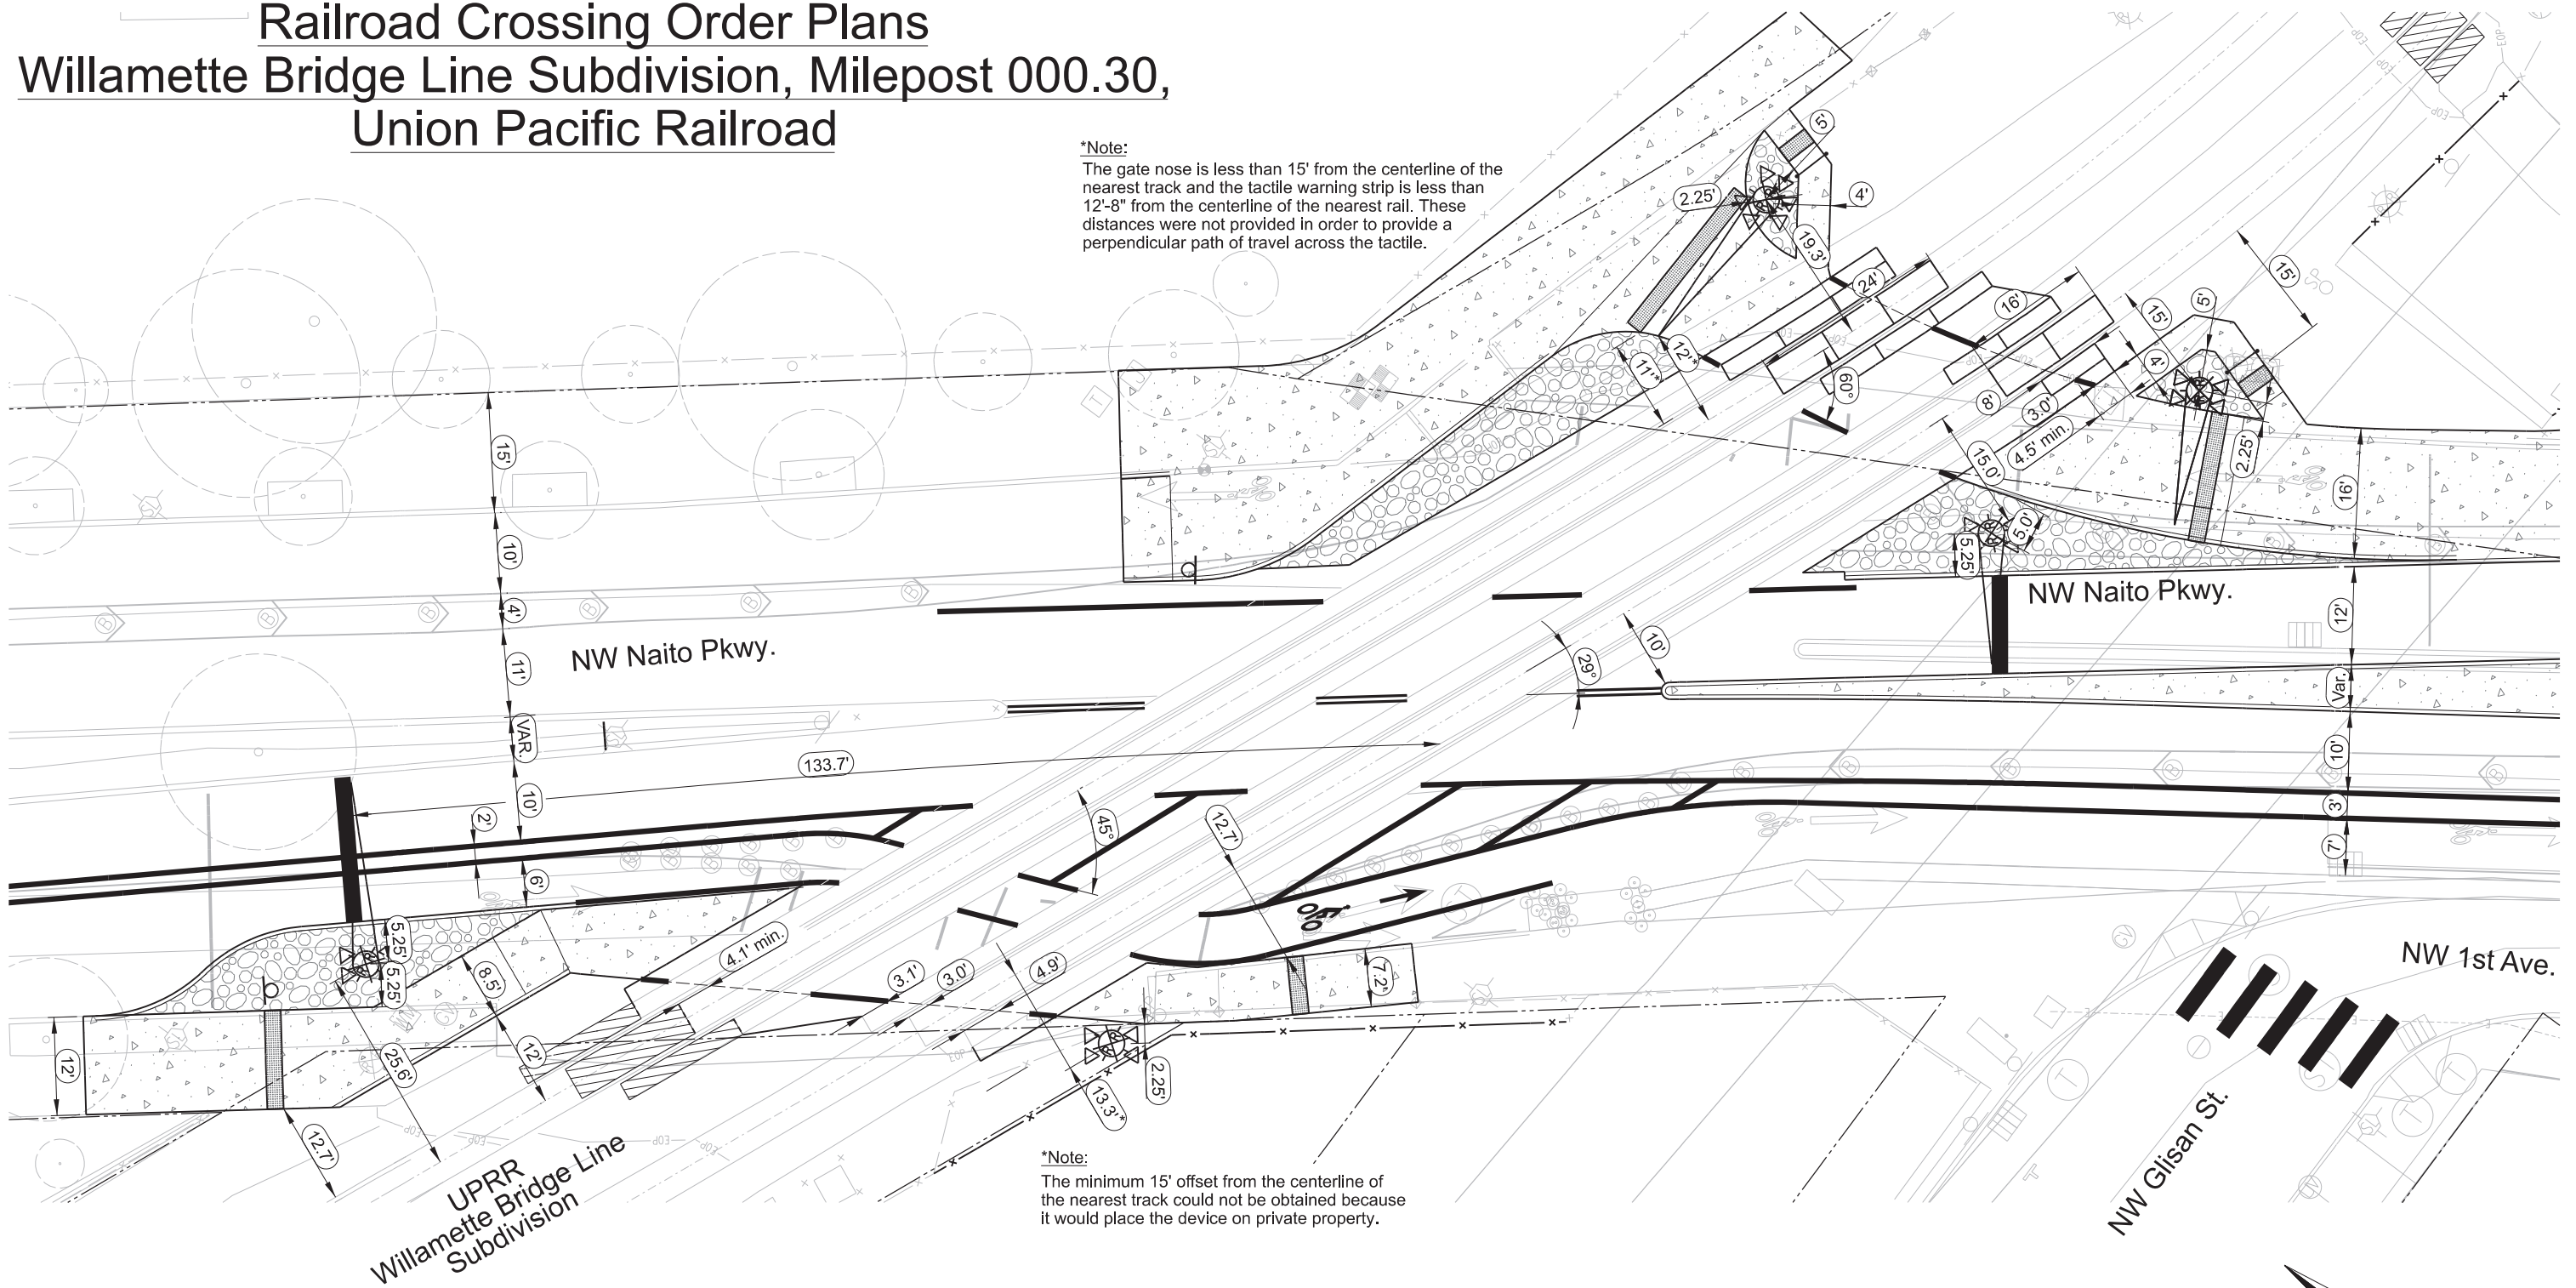 Railroad Crossing Order Plans
Willamette Bridge Line Subdivision, Milepost 000.30,
Union Pacific Railroad
*Note:
The gate nose is less than 15' from the centerline of the
nearest track and the tactile warning strip is less than
12'-8" from the centerline of the nearest rail. These
distances were not provided in order to provide a
perpendicular path of travel across the tactile.
5'
2.25'
4'
19.3'
24'
16'
15'
5'
15'
4'
11'*
12'*
60°
8'
3.0'
4.5' min.
15.0'
2.25'
16'
5.0'
5.25'
15'
10'
4'
11'
VAR.
10'
2'
6'
NW Naito Pkwy.
NW Naito Pkwy.
12'
Var.
10'
3'
7'
10'
29°
133.7'
45°
12.7'
5.25'
5.25'
8.5'
12'
25.6'
12'
12.7'
4.1' min.
3.1'
3.0'
4.9'
7.2'
2.25'
13.3'*
NW 1st Ave.
NW Glisan St.
UPRR
Willamette Bridge Line
Subdivision
*Note:
The minimum 15' offset from the centerline of
the nearest track could not be obtained because
it would place the device on private property.